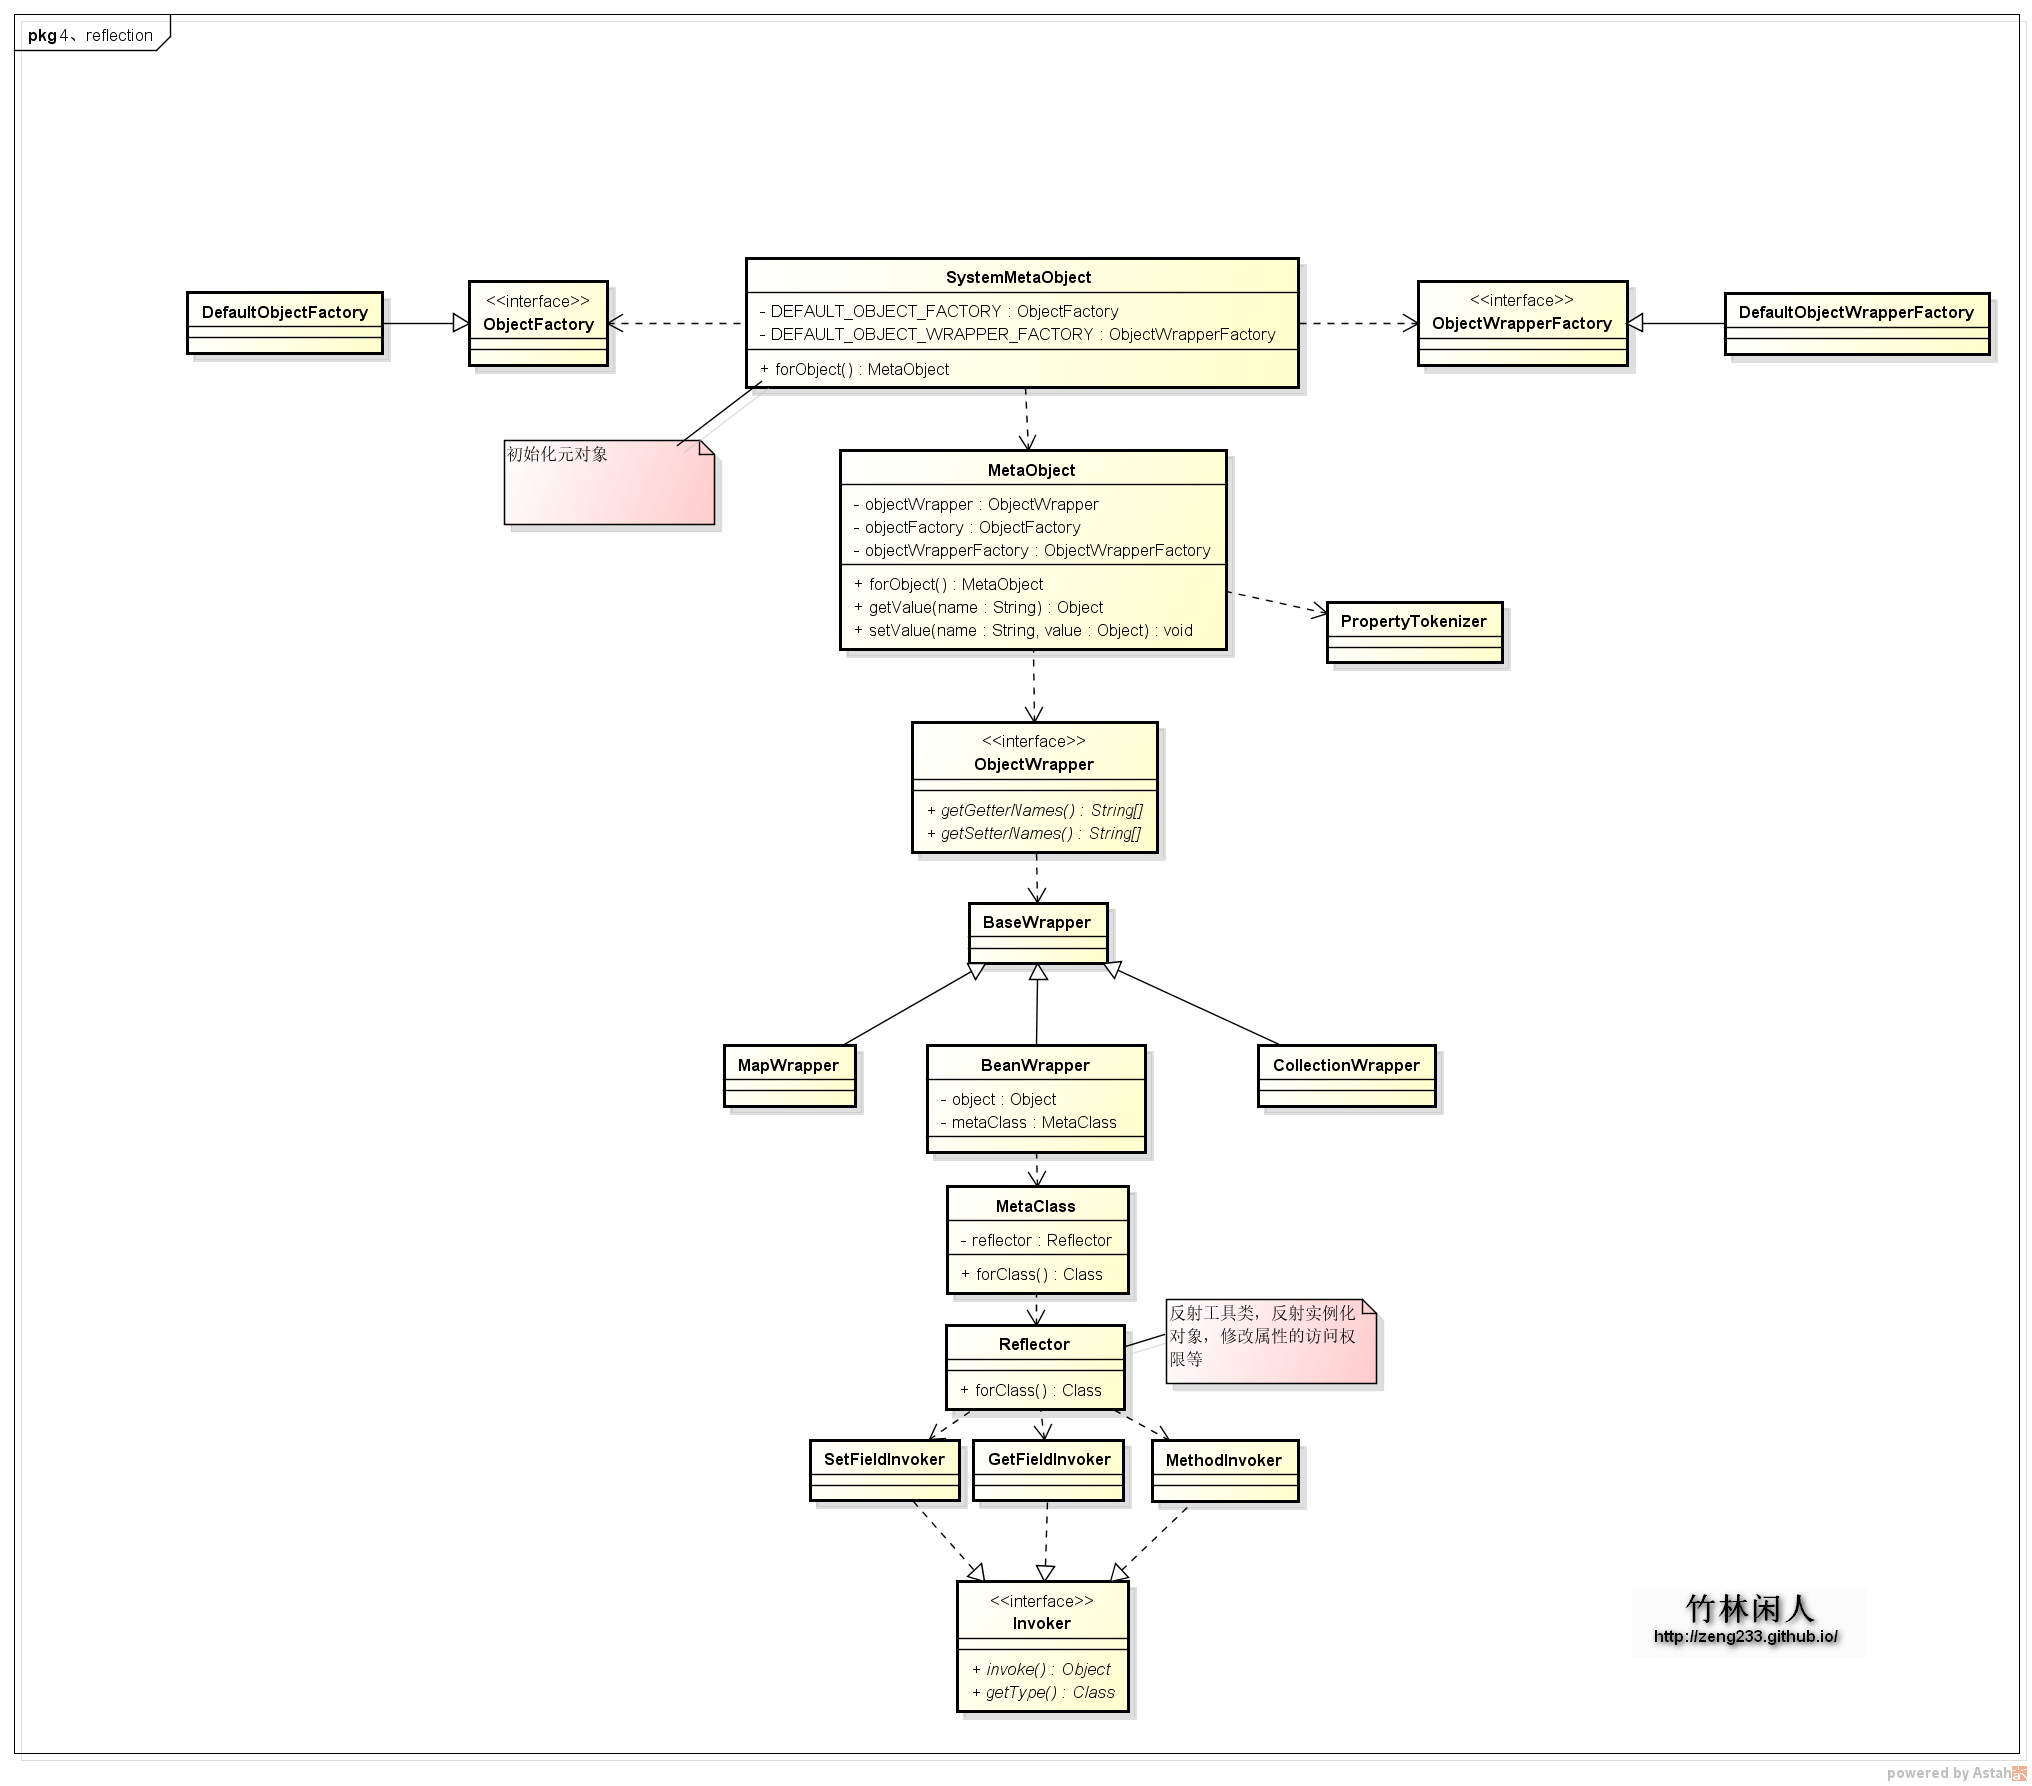 pkg 4、reflection
SystemMetaObject
- DEFAULT_OBJECT_FACTORY : ObjectFactory
- DEFAULT_OBJECT_WRAPPER_FACTORY : ObjectWrapperFactory
+ forObject() : MetaObject
DefaultObjectFactory
<<interface>>
ObjectFactory
<<interface>>
ObjectWrapperFactory
DefaultObjectWrapperFactory
初始化元对象
MetaObject
- objectWrapper : ObjectWrapper
- objectFactory : ObjectFactory
- objectWrapperFactory : ObjectWrapperFactory
+ forObject() : MetaObject
+ getValue(name : String) : Object
+ setValue(name : String, value : Object) : void
PropertyTokenizer
<<interface>>
ObjectWrapper
+ getGetterNames() : String[]
+ getSetterNames() : String[]
BaseWrapper
MapWrapper
BeanWrapper
- object : Object
- metaClass : MetaClass
CollectionWrapper
MetaClass
- reflector : Reflector
+ forClass() : Class
反射工具类，反射实例化
对象，修改属性的访问权
限等
Reflector
+ forClass() : Class
SetFieldInvoker
GetFieldInvoker
MethodInvoker
<<interface>>
Invoker
+ invoke() : Object
+ getType() : Class
竹林闲人
http://zeng233.github.io/
powered by Astah